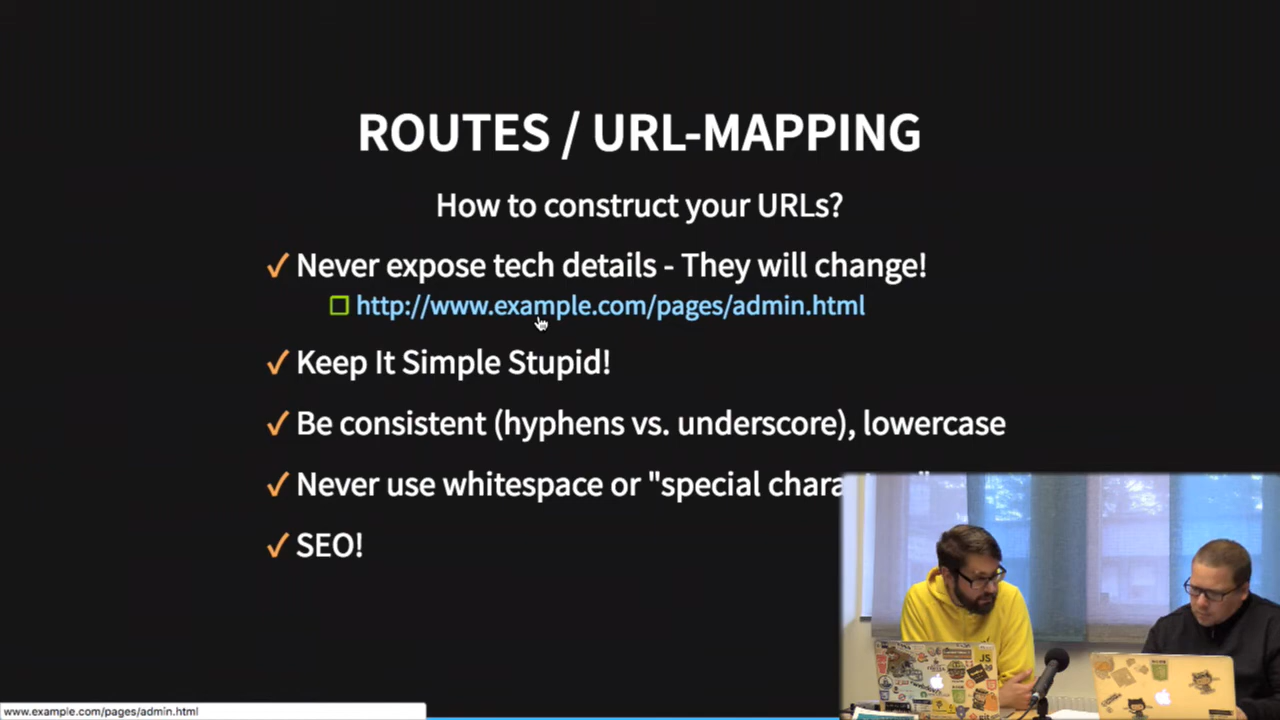 ROUTES / URL-MAPPING
How to construct your URLs?
✓ Never expose tech details - They will change!
http://www.example.com/pages/admin.html
✓ Keep It Simple Stupid!
✓ Be consistent (hyphens vs. underscore), lowercase
✓ Never use whitespace or "special
✓ SEO!
JS
www.example.com/pages/admin.html